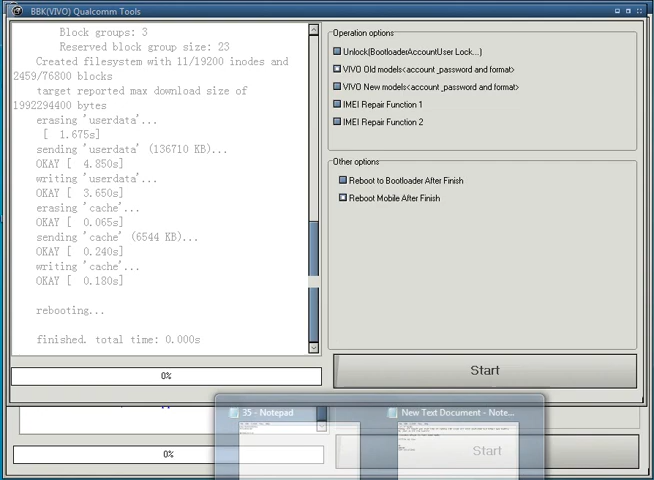 BBK(VIVO) Qualcomm Tools
Block groups: 3
Reserved block group size: 23
Created filesystem with 11/19200 inodes and
2459/76800 blocks
target reported max download size of
1992294400 bytes
erasing 'userdata'...
[ 1.675s]
sending 'userdata' (136710 KB)...
OKAY [ 4.850s]
writing 'userdata'...
OKAY [ 3.650s]
erasing 'cache'...
OKAY [ 0.065s]
sending 'cache' (6544 KB)...
OKAY [ 0.240s]
writing 'cache'...
OKAY [ 0.180s]
rebooting...
finished. total time: 0.000s
0%
Operation options
Unlock(BootloaderAccountUser Lock...)
VIVO Old models<account_password and format>
VIVO New models<account_password and format>
IMEI Repair Function 1
IMEI Repair Function 2
Other options
Reboot to Bootloader After Finish
Reboot Mobile After Finish
Start
35 - Notepad
New Text Document - Note...
0%
Start